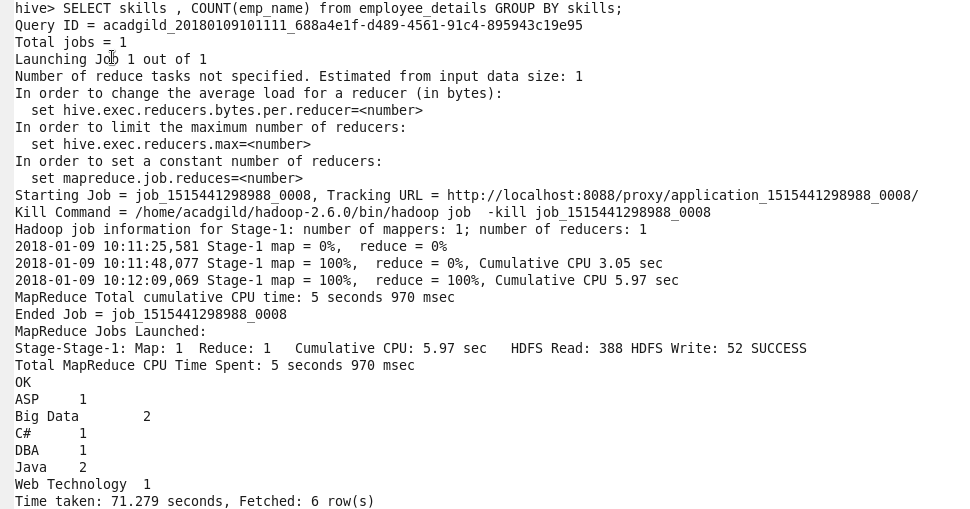 hive> SELECT skills , COUNT(emp_name) from employee_details GROUP BY skills;
Query ID = acadgild_20180109101111_688a4e1f-d489-4561-91c4-895943c19e95
Total jobs = 1
Launching Job 1 out of 1
Number of reduce tasks not specified. Estimated from input data size: 1
In order to change the average load for a reducer (in bytes):
  set hive.exec.reducers.bytes.per.reducer=<number>
In order to limit the maximum number of reducers:
  set hive.exec.reducers.max=<number>
In order to set a constant number of reducers:
  set mapreduce.job.reduces=<number>
Starting Job = job_1515441298988_0008, Tracking URL = http://localhost:8088/proxy/application_1515441298988_0008/
Kill Command = /home/acadgild/hadoop-2.6.0/bin/hadoop job  -kill job_1515441298988_0008
Hadoop job information for Stage-1: number of mappers: 1; number of reducers: 1
2018-01-09 10:11:25,581 Stage-1 map = 0%,  reduce = 0%
2018-01-09 10:11:48,077 Stage-1 map = 100%,  reduce = 0%, Cumulative CPU 3.05 sec
2018-01-09 10:12:09,069 Stage-1 map = 100%,  reduce = 100%, Cumulative CPU 5.97 sec
MapReduce Total cumulative CPU time: 5 seconds 970 msec
Ended Job = job_1515441298988_0008
MapReduce Jobs Launched:
Stage-Stage-1: Map: 1  Reduce: 1   Cumulative CPU: 5.97 sec   HDFS Read: 388 HDFS Write: 52 SUCCESS
Total MapReduce CPU Time Spent: 5 seconds 970 msec
OK
ASP	1
Big Data	2
C#	1
DBA	1
Java	2
Web Technology	1
Time taken: 71.279 seconds, Fetched: 6 row(s)